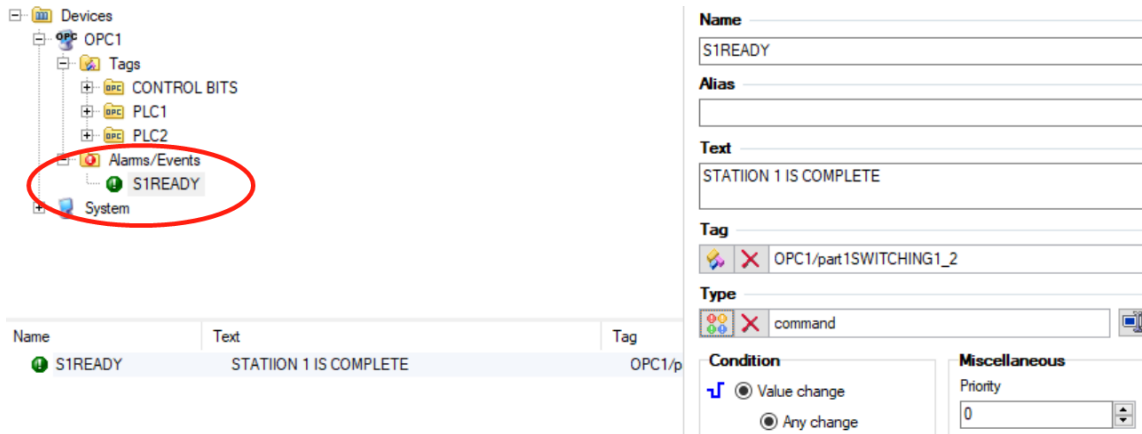 Devices
OPC1
Tags
CONTROL BITS
PLC1
PLC2
Alarms/Events
S1READY
System
Name Text Tag
S1READY STATIION 1 IS COMPLETE OPC1/p
Name
S1READY
Alias
Text
STATIION 1 IS COMPLETE
Tag
OPC1/part1SWITCHING1_2
Type
command
Condition
Value change
Any change
Miscellaneous
Priority
0